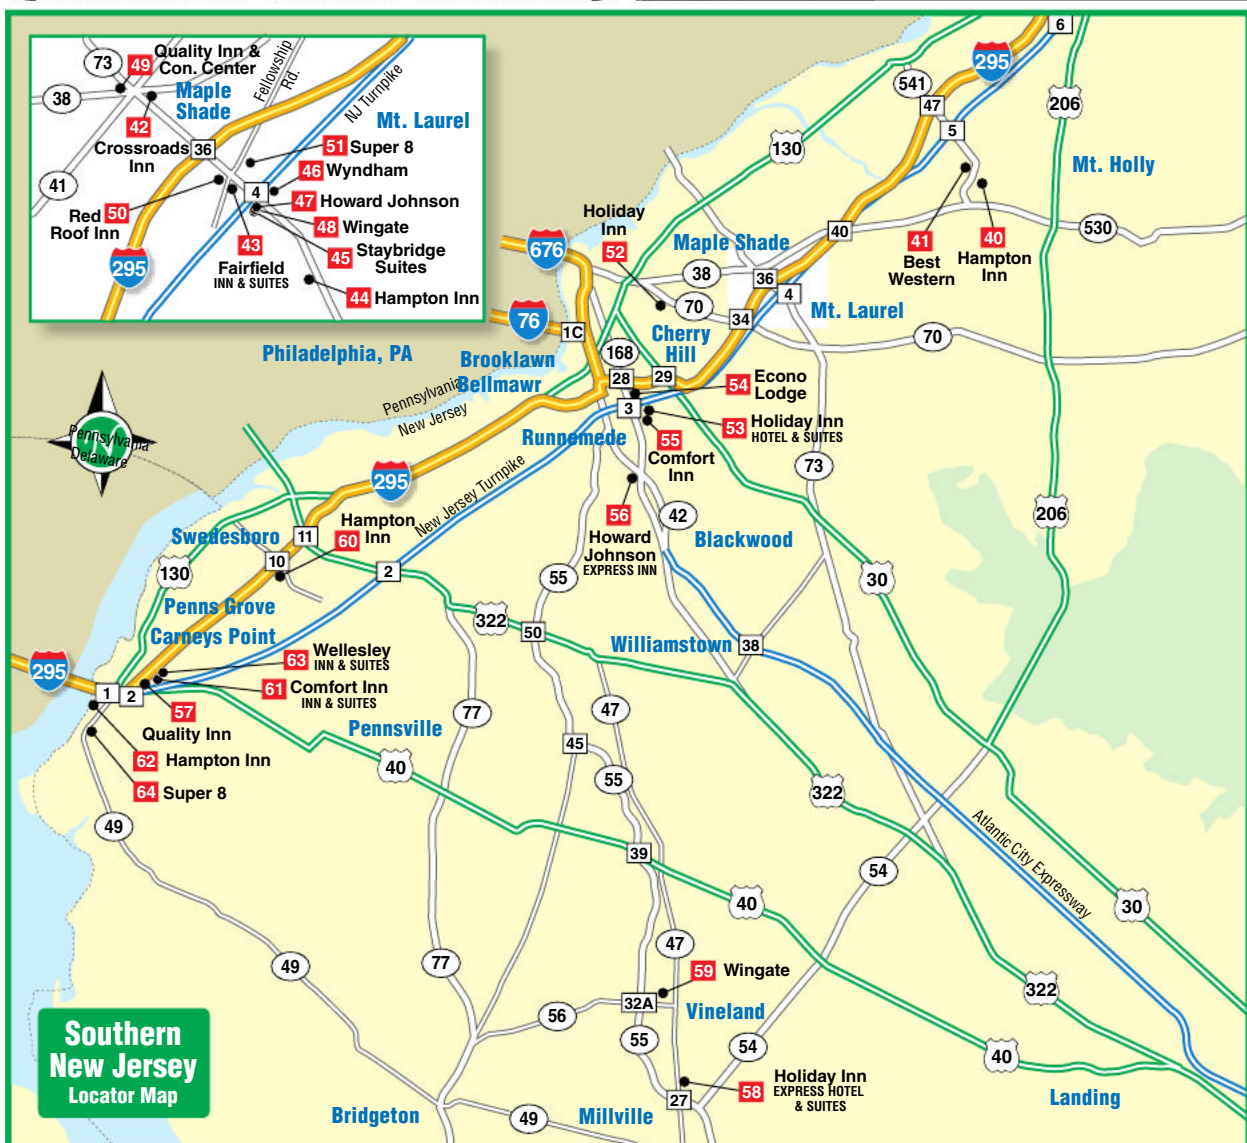 73
49
Quality Inn &
Con. Center
38
Maple
Shade
Fellowship
Rd.
NJ Turnpike
42
Crossroads
Inn
36
Mt. Laurel
51 Super 8
46 Wyndham
41
4
47 Howard Johnson
48 Wingate
Red
Roof Inn
50
43
Fairfield
INN & SUITES
45
Staybridge
Suites
295
44 Hampton Inn
6
295
541
47
206
5
130
Mt. Holly
Holiday
Inn
52
676
Maple Shade
40
41
Best
Western
40
Hampton
Inn
530
38
36
4
70
34
Mt. Laurel
76
1C
Cherry
Hill
70
Philadelphia, PA
Brooklawn
Bellmawr
168
28
29
54
Econo
Lodge
Pennsylvania
New Jersey
3
53
Holiday Inn
HOTEL & SUITES
Runnemede
55
Comfort
Inn
Pennsylvania
Delaware
N
295
New Jersey Turnpike
73
56
Howard
Johnson
EXPRESS INN
42
Blackwood
206
Swedesboro
11
Hampton
Inn
60
10
130
2
55
30
Penns Grove
322
50
Carneys Point
Williamstown
38
295
63
Wellesley
INN & SUITES
1
2
61
Comfort Inn
INN & SUITES
57
Quality Inn
77
47
Pennsville
45
62 Hampton Inn
40
55
64 Super 8
322
49
39
Atlantic City Expressway
54
40
30
47
77
49
59 Wingate
322
32A
56
Vineland
55
54
40
Southern
New Jersey
Locator Map
58
Holiday Inn
EXPRESS HOTEL
& SUITES
27
Landing
Bridgeton
49
Millville